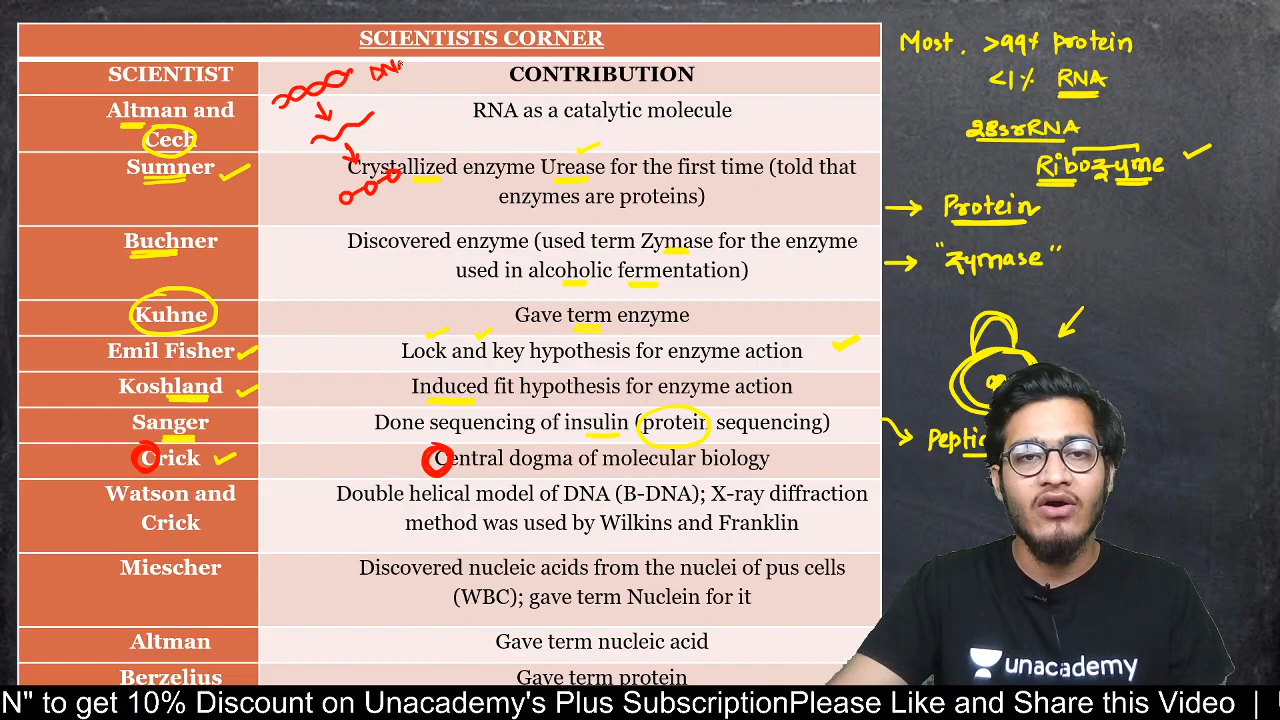 SCIENTISTS CORNER
SCIENTIST
CONTRIBUTION
Altman and
Cech
RNA as a catalytic molecule
Sumner
Crystallized enzyme Urease for the first time (told that
enzymes are proteins)
Buchner
Discovered enzyme (used term Zymase for the enzyme
used in alcoholic fermentation)
Kuhne
Gave term enzyme
Emil Fisher
Lock and key hypothesis for enzyme action
Koshland
Induced fit hypothesis for enzyme action
Sanger
Done sequencing of insulin (protein sequencing)
Crick
Central dogma of molecular biology
Watson and
Crick
Double helical model of DNA (B-DNA); X-ray diffraction
method was used by Wilkins and Franklin
Miescher
Discovered nucleic acids from the nuclei of pus cells
(WBC); gave term Nuclein for it
Altman
Gave term nucleic acid
Berzelius
Gave term protein
DNA
Most. >99% protein
<1% RNA
28srRNA
Ribozyme
→ Protein
→ "zymase"
unacademy
N" to get 10% Discount on Unacademy's Plus SubscriptionPlease Like and Share this Video |